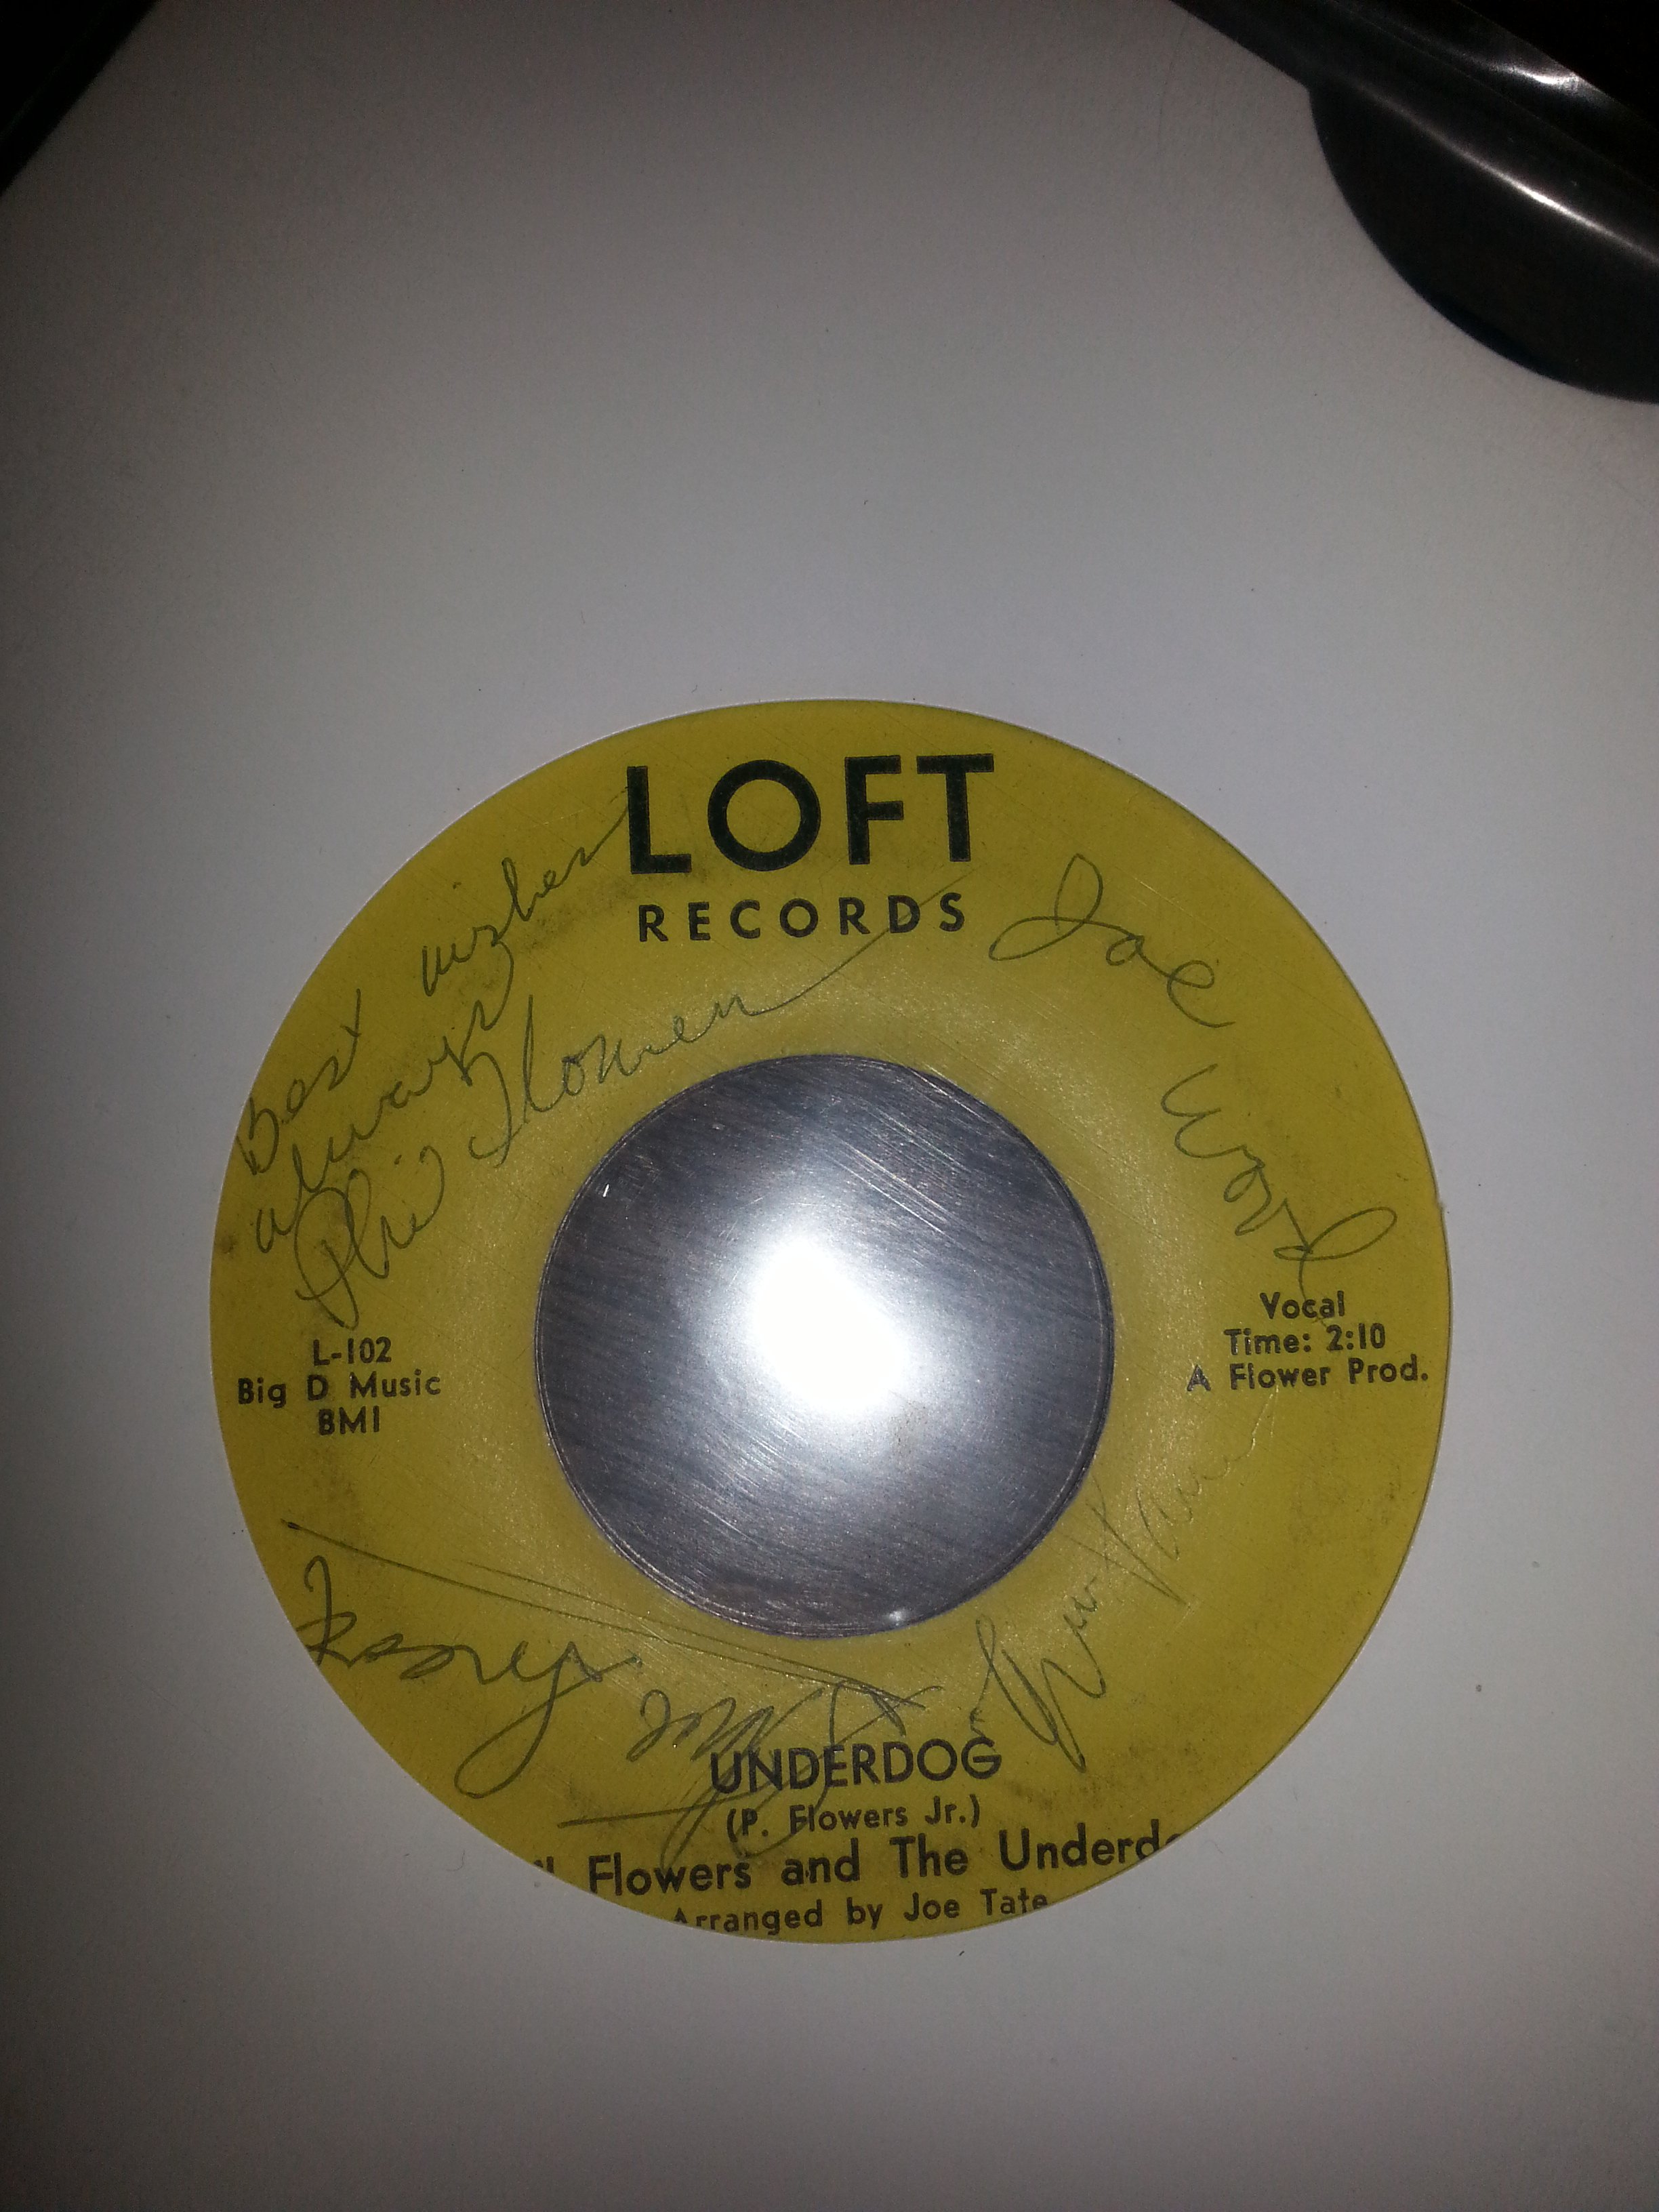 LOFT
RECORDS
Best wishes
always
Phil Flowers
Joe Wood
L-102
Big D Music
BMI
Vocal
Time: 2:10
A Flower Prod.
UNDERDOG
(P. Flowers Jr.)
Flowers and The Underd
Arranged by Joe Tate